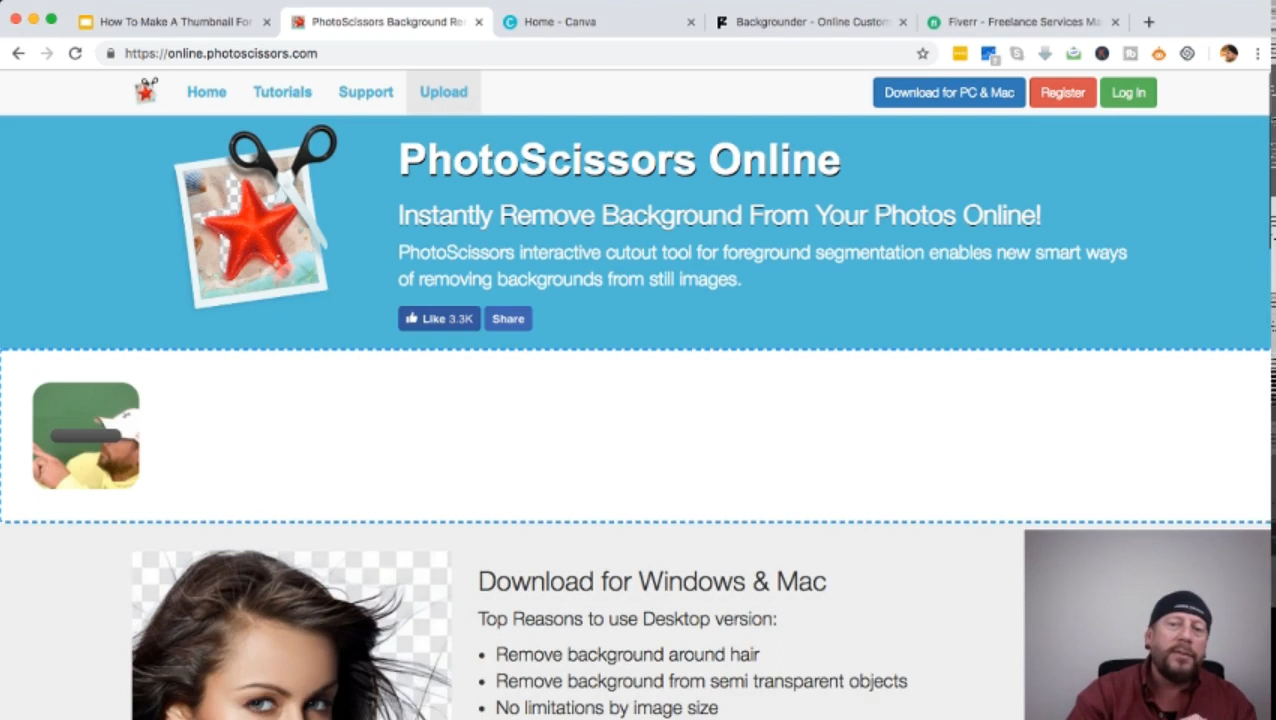 How To Make A Thumbnail For
PhotoScissors Background Re
Home - Canva
Backgrounder - Online Custom
Fiverr - Freelance Services Ma
https://online.photoscissors.com
Home
Tutorials
Support
Upload
Download for PC & Mac
Register
Log In
PhotoScissors Online
Instantly Remove Background From Your Photos Online!
PhotoScissors interactive cutout tool for foreground segmentation enables new smart ways
of removing backgrounds from still images.
Like 3.3K
Share
Download for Windows & Mac
Top Reasons to use Desktop version:
• Remove background around hair
• Remove background from semi transparent objects
• No limitations by image size